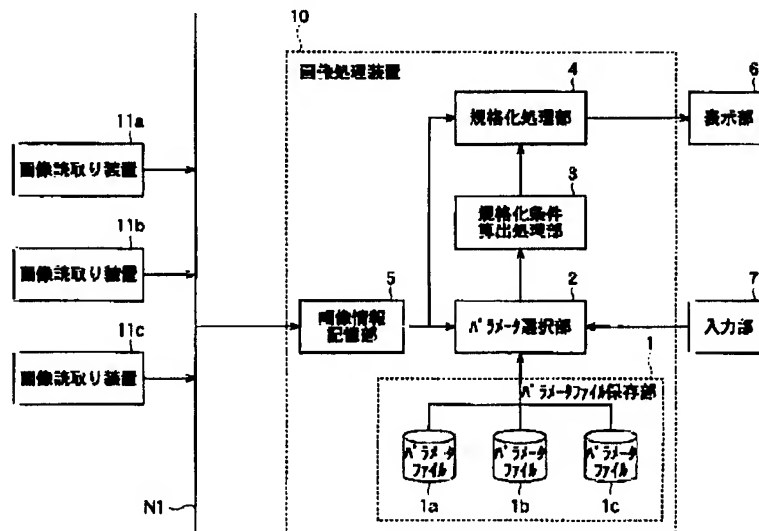 10
画像処理装置
4
6
規格化処理部
表示部
11a
画像読取り装置
3
規格化条件
算出処理部
11b
画像読取り装置
5
2
7
画像情報
記憶部
パラメータ選択部
入力部
11c
画像読取り装置
1
パラメータファイル保存部
パラメータ
ファイル
パラメータ
ファイル
パラメータ
ファイル
1a
1b
1c
N1